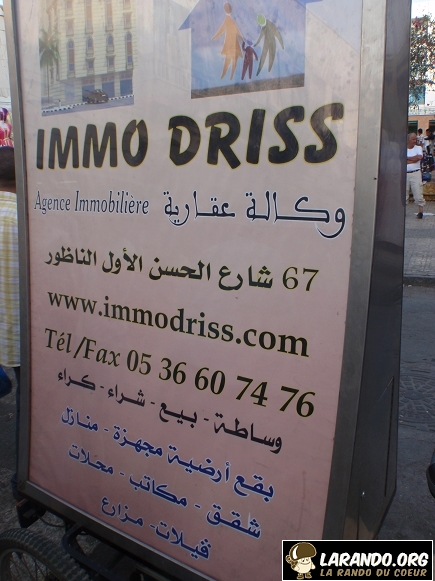 IMMO DRISS
Agence Immobilière وكالة عقارية
67 شارع الحسن الأول الناظور
www.immodriss.com
Tél/Fax 05 36 60 74 76
وساطة - بيع - شراء - كراء
بقع أرضية مجهزة - منازل
شقق - مكاتب - محلات
ڤيلات - مزارع
LARANDO.ORG
LA RANDO DU COEUR